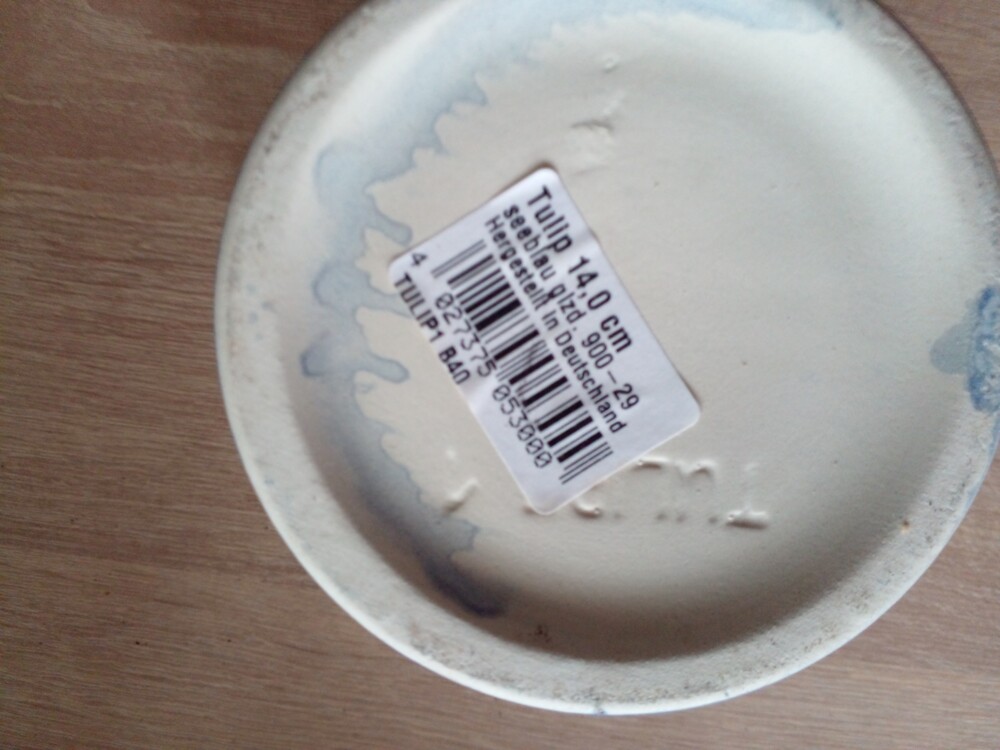 Tulip 14,0 cm
seeblau glzd. 900-29
Hergestellt in Deutschland
4 027375 053000
TULIP1 B40